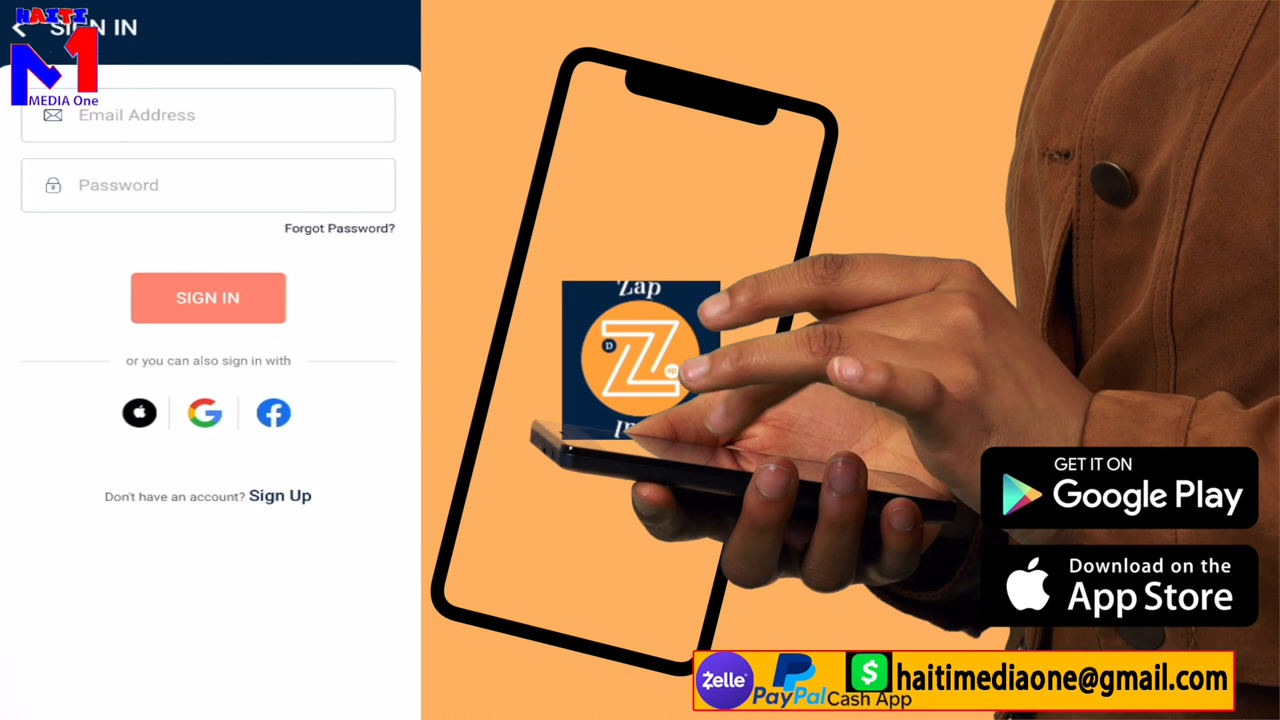 HAITI
M1
MEDIA One
SIGN IN
Email Address
Password
Forgot Password?
SIGN IN
or you can also sign in with
Don't have an account? Sign Up
Zap
D
Z
ap
GET IT ON
Google Play
Download on the
App Store
Zelle
PayPal
$
Cash App
haitimediaone@gmail.com